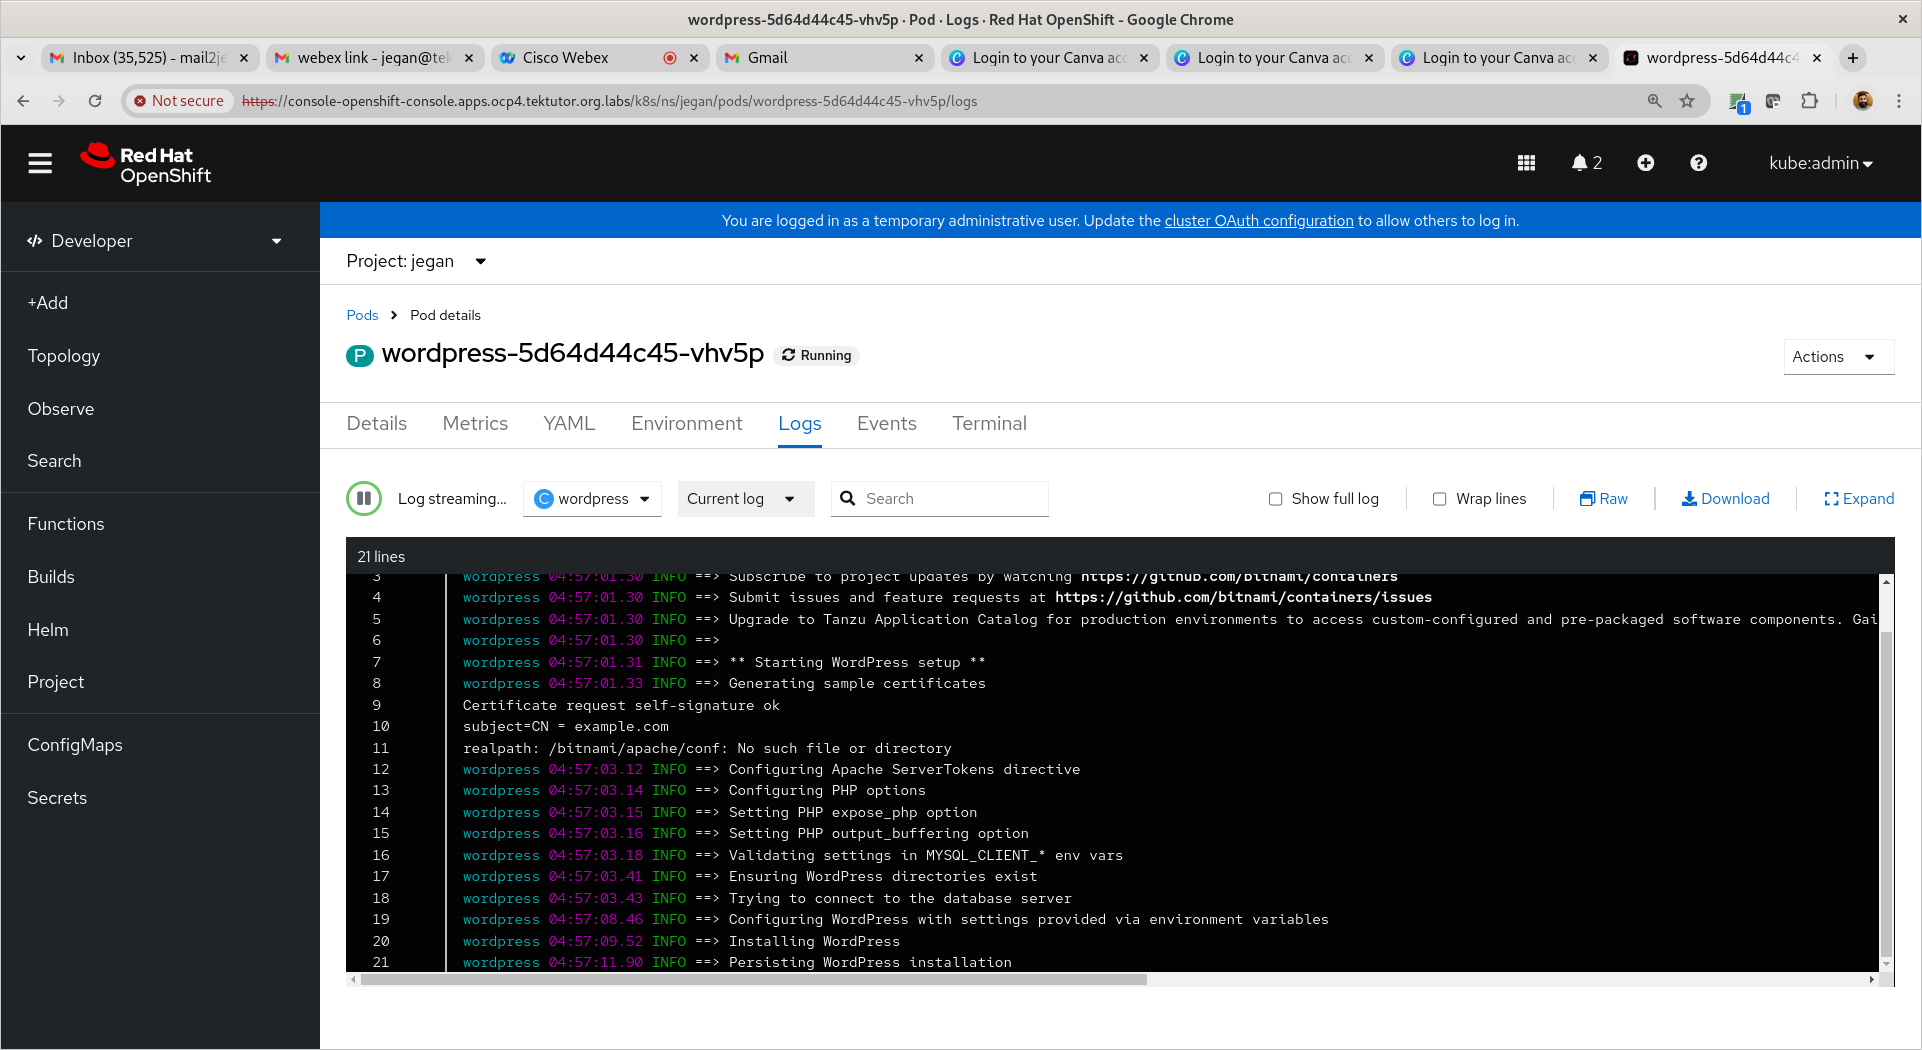 wordpress-5d64d44c45-vhv5p · Pod · Logs · Red Hat OpenShift - Google Chrome
Inbox (35,525) - mail2je
webex link - jegan@tek
Cisco Webex
Gmail
Login to your Canva acc
Login to your Canva acc
Login to your Canva acc
wordpress-5d64d44c4
Not secure
https://console-openshift-console.apps.ocp4.tektutor.org.labs/k8s/ns/jegan/pods/wordpress-5d64d44c45-vhv5p/logs
1
Red Hat
OpenShift
2
kube:admin
You are logged in as a temporary administrative user. Update the cluster OAuth configuration to allow others to log in.
Developer
+Add
Topology
Observe
Search
Functions
Builds
Helm
Project
ConfigMaps
Secrets
Project: jegan
Pods > Pod details
P wordpress-5d64d44c45-vhv5p Running
Actions
Details Metrics YAML Environment Logs Events Terminal
Log streaming... C wordpress Current log Search Show full log Wrap lines Raw Download Expand
21 lines
3 wordpress 04:57:01.30 INFO ==> Subscribe to project updates by watching https://github.com/bitnami/containers
4 wordpress 04:57:01.30 INFO ==> Submit issues and feature requests at https://github.com/bitnami/containers/issues
5 wordpress 04:57:01.30 INFO ==> Upgrade to Tanzu Application Catalog for production environments to access custom-configured and pre-packaged software components. Gai
6 wordpress 04:57:01.30 INFO ==>
7 wordpress 04:57:01.31 INFO ==> ** Starting WordPress setup **
8 wordpress 04:57:01.33 INFO ==> Generating sample certificates
9 Certificate request self-signature ok
10 subject=CN = example.com
11 realpath: /bitnami/apache/conf: No such file or directory
12 wordpress 04:57:03.12 INFO ==> Configuring Apache ServerTokens directive
13 wordpress 04:57:03.14 INFO ==> Configuring PHP options
14 wordpress 04:57:03.15 INFO ==> Setting PHP expose_php option
15 wordpress 04:57:03.16 INFO ==> Setting PHP output_buffering option
16 wordpress 04:57:03.18 INFO ==> Validating settings in MYSQL_CLIENT_* env vars
17 wordpress 04:57:03.41 INFO ==> Ensuring WordPress directories exist
18 wordpress 04:57:03.43 INFO ==> Trying to connect to the database server
19 wordpress 04:57:08.46 INFO ==> Configuring WordPress with settings provided via environment variables
20 wordpress 04:57:09.52 INFO ==> Installing WordPress
21 wordpress 04:57:11.90 INFO ==> Persisting WordPress installation